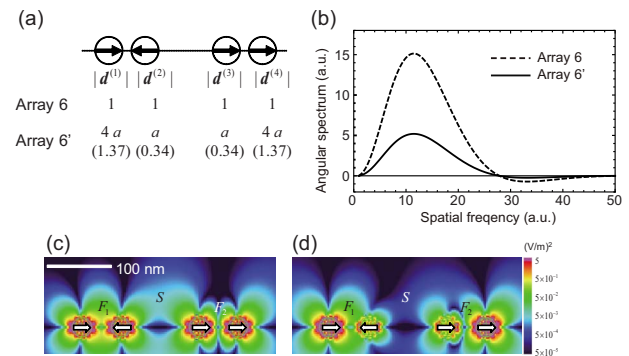 (a)
|d(1)| |d(2)| |d(3)| |d(4)|
Array 6 1 1 1 1
Array 6' 4 a a a 4 a
(1.37) (0.34) (0.34) (1.37)
(b)
Angular spectrum (a.u.)
15
10
5
0
0 10 20 30 40 50
Spatial freqency (a.u.)
Array 6
Array 6'
(c)
100 nm
F1 S F2
(d)
F1 S F2
(V/m)²
5
5×10-1
5×10-2
5×10-3
5×10-4
5×10-5